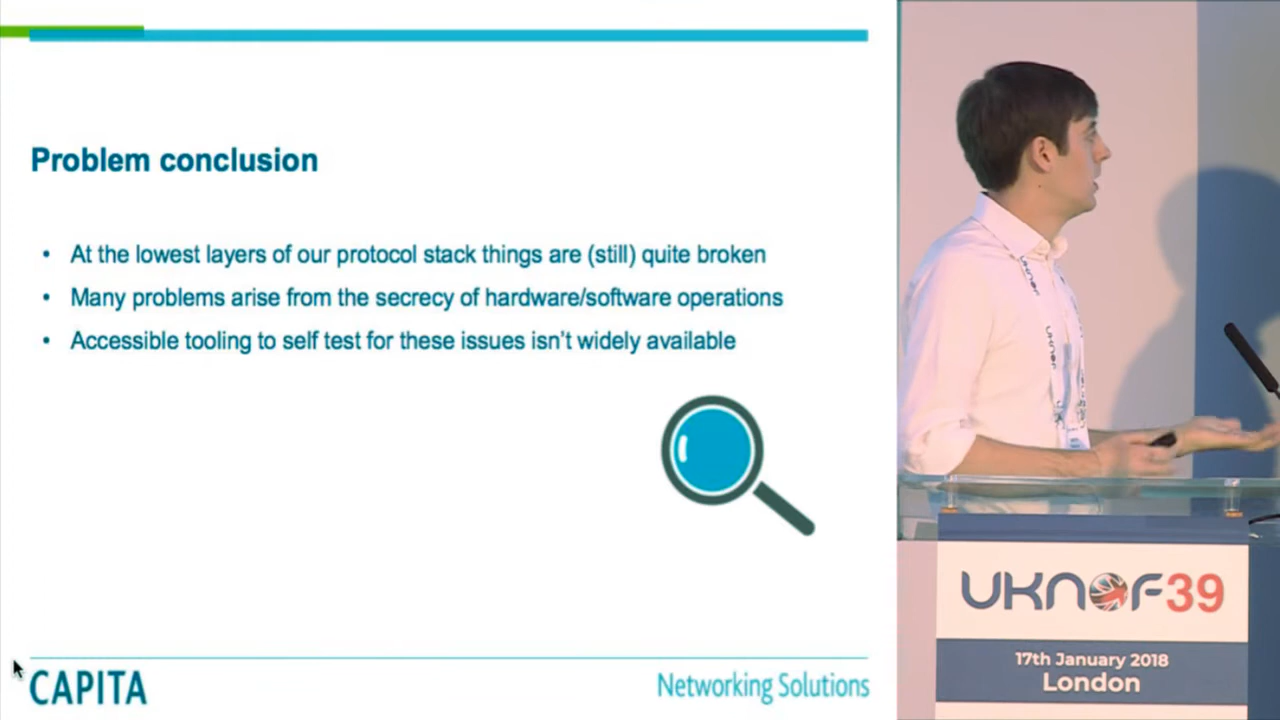 Problem conclusion
• At the lowest layers of our protocol stack things are (still) quite broken
• Many problems arise from the secrecy of hardware/software operations
• Accessible tooling to self test for these issues isn't widely available
CAPITA
Networking Solutions
UKNOF39
17th January 2018
London